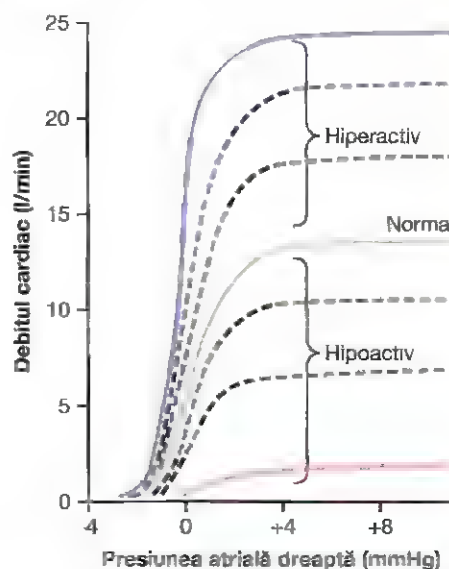 25
20
15
10
5
0
-4
0
+4
+8
Debitul cardiac (l/min)
Hiperactiv
Norma
Hipoactiv
Presiunea atrială dreaptă (mmHg)